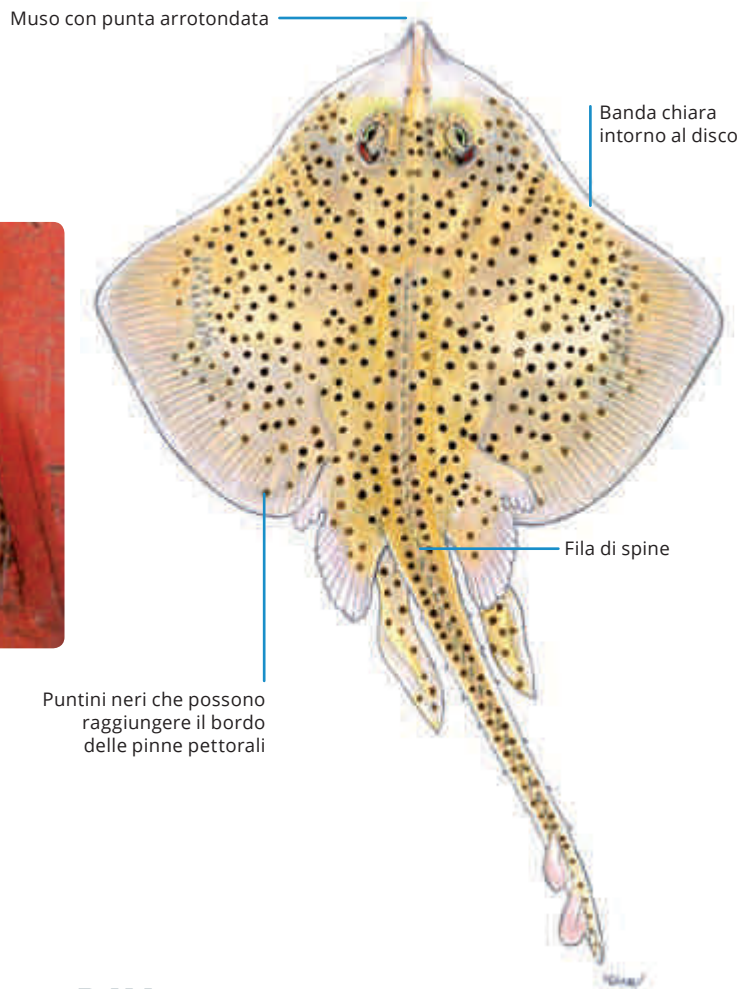 Muso con punta arrotondata
Banda chiara
intorno al disco
Fila di spine
Puntini neri che possono
raggiungere il bordo
delle pinne pettorali